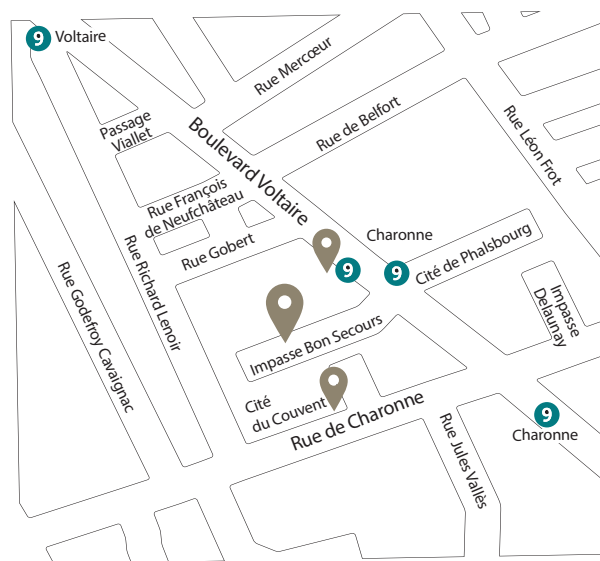 9 Voltaire
Rue Mercœur
Passage
Viallet
Boulevard Voltaire
Rue de Belfort
Rue Léon Frot
Rue François
de Neufchâteau
Rue Gobert
Charonne
9
9
Cité de Phalsbourg
Rue Godefroy Cavaignac
Rue Richard Lenoir
Impasse
Delaunay
Impasse Bon Secours
Cité
du Couvent
Rue de Charonne
9
Charonne
Rue Jules Vallès